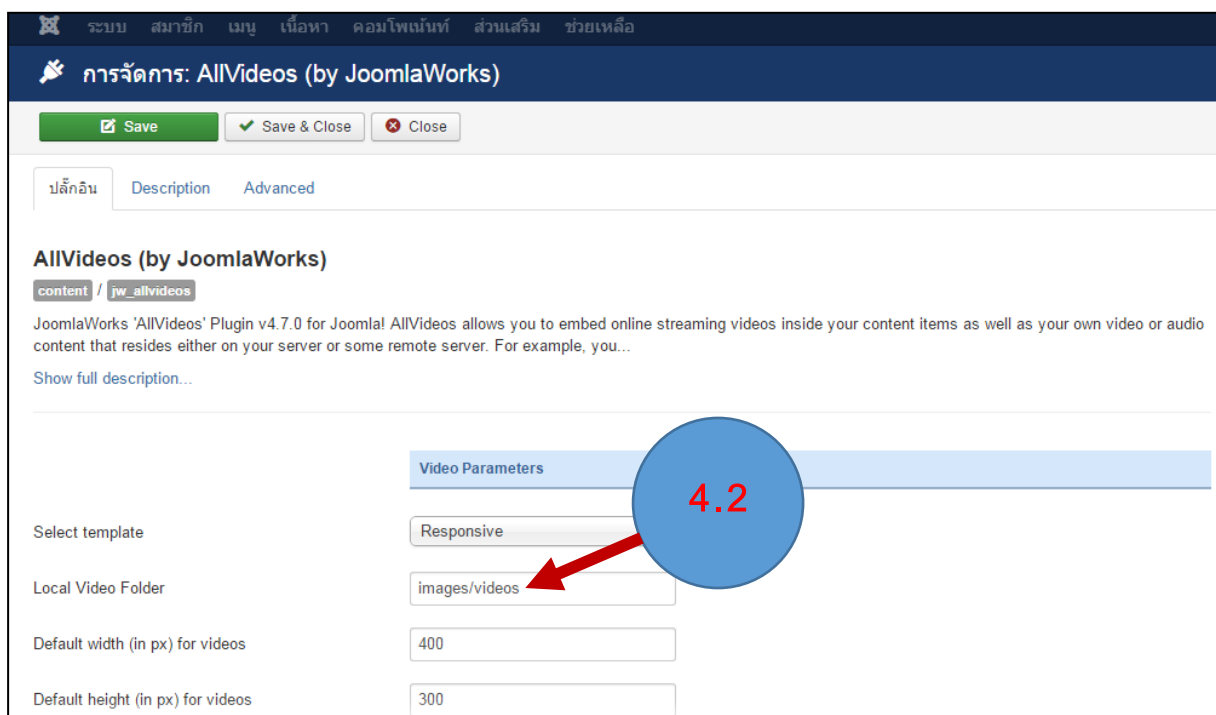 ระบบ สมาชิก เมนู เนื้อหา คอมโพเน้นท์ ส่วนเสริม ช่วยเหลือ
การจัดการ: AllVideos (by JoomlaWorks)
Save Save & Close Close
ปลั๊กอิน Description Advanced
AllVideos (by JoomlaWorks)
content / jw_allvideos
JoomlaWorks 'AllVideos' Plugin v4.7.0 for Joomla! AllVideos allows you to embed online streaming videos inside your content items as well as your own video or audio
content that resides either on your server or some remote server. For example, you...
Show full description...
Video Parameters
4.2
Select template Responsive
Local Video Folder images/videos
Default width (in px) for videos 400
Default height (in px) for videos 300